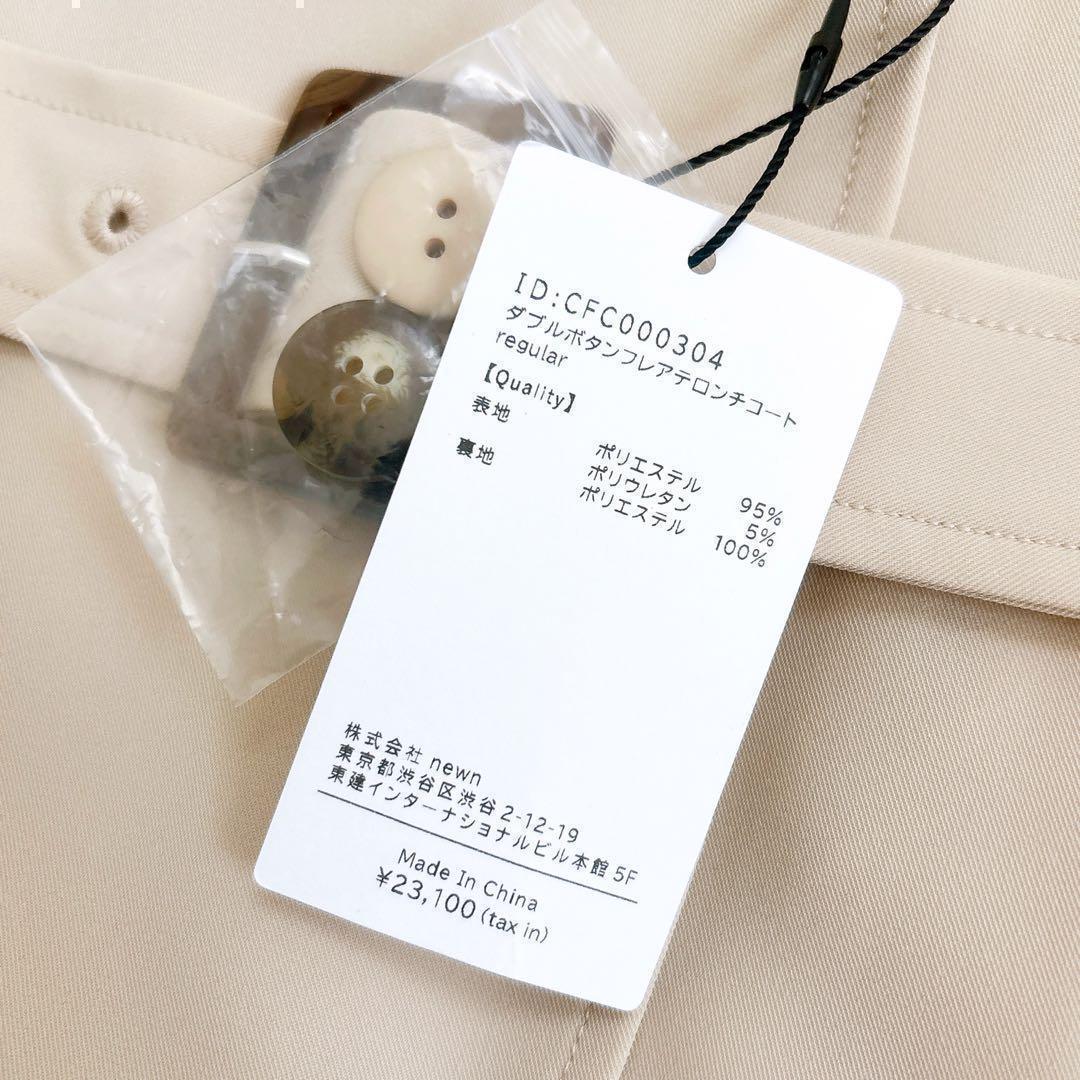 ID:CFC000304
ダブルボタンフレアテロンチコート
regular
【Quality】
表地 ポリエステル 95%
ポリウレタン 5%
裏地 ポリエステル 100%
株式会社 newn
東京都渋谷区渋谷2-12-19
東建インターナショナルビル本館5F
Made In China
¥23,100(tax in)